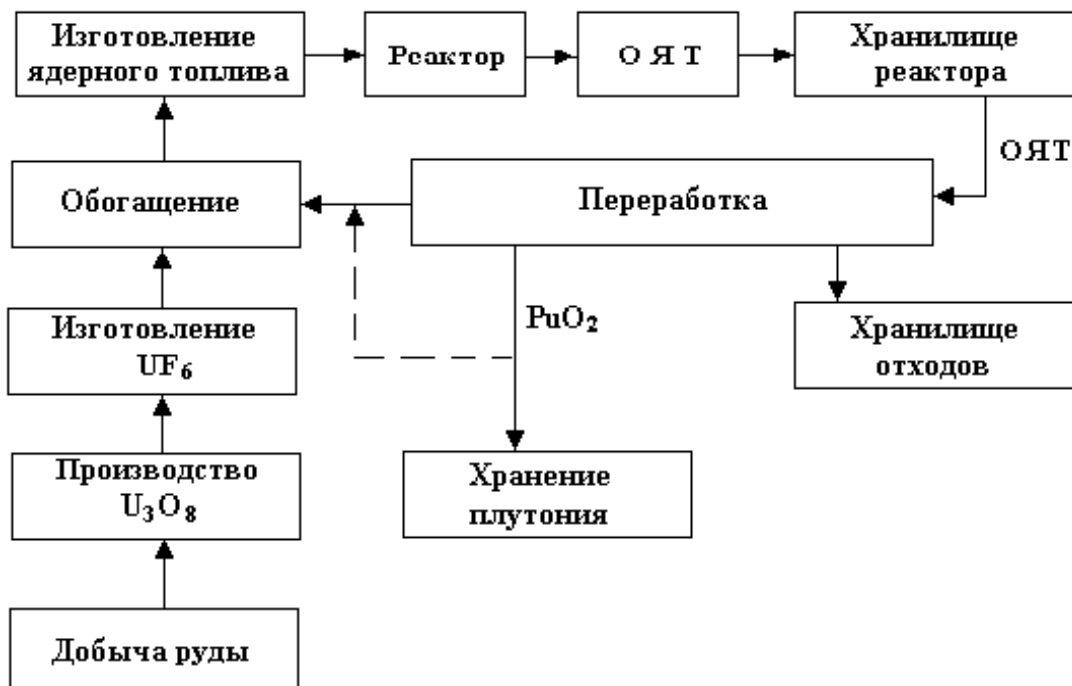 Изготовление
ядерного топлива
Реактор
О Я Т
Хранилище
реактора
ОЯТ
Обогащение
Переработка
PuO₂
Изготовление
UF₆
Хранилище
отходов
Производство
U₃O₈
Хранение
плутония
Добыча руды